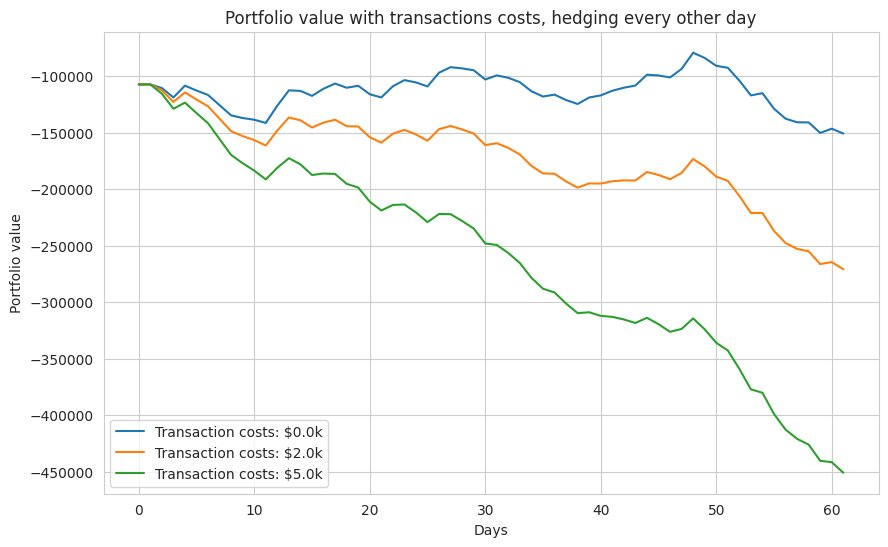 Portfolio value with transactions costs, hedging every other day
Portfolio value
−100000
−150000
−200000
−250000
−300000
−350000
−400000
−450000
Transaction costs: $0.0k
Transaction costs: $2.0k
Transaction costs: $5.0k
0 10 20 30 40 50 60
Days